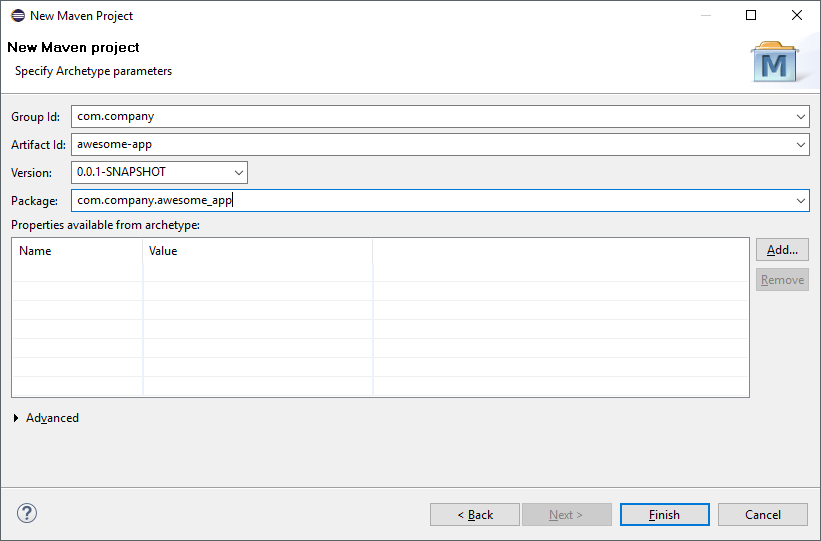 New Maven Project
New Maven project
Specify Archetype parameters
M
Group Id: com.company
Artifact Id: awesome-app
Version: 0.0.1-SNAPSHOT
Package: com.company.awesome_app
Properties available from archetype:
Name Value
Add...
Remove
Advanced
? < Back Next > Finish Cancel